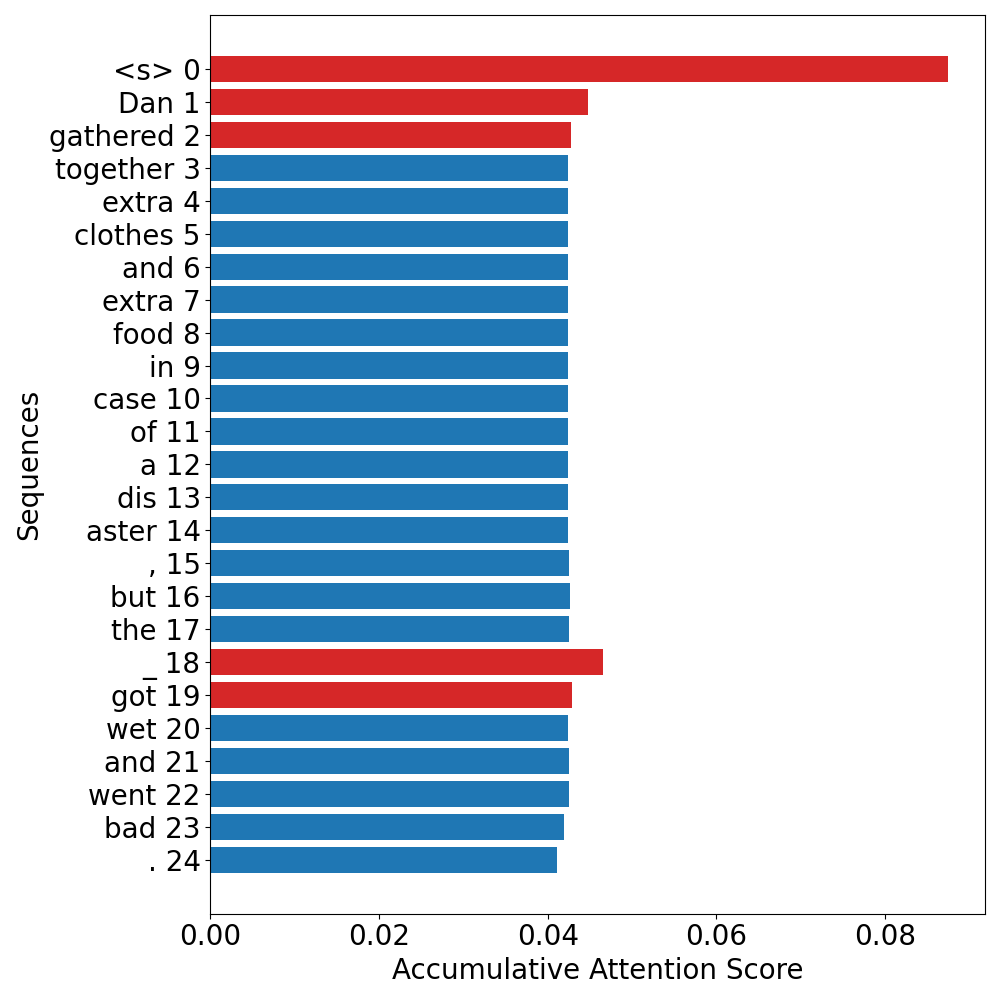 <s> 0
Dan 1
gathered 2
together 3
extra 4
clothes 5
and 6
extra 7
food 8
in 9
case 10
of 11
a 12
dis 13
aster 14
, 15
but 16
the 17
_ 18
got 19
wet 20
and 21
went 22
bad 23
. 24
Sequences
0.00 0.02 0.04 0.06 0.08
Accumulative Attention Score